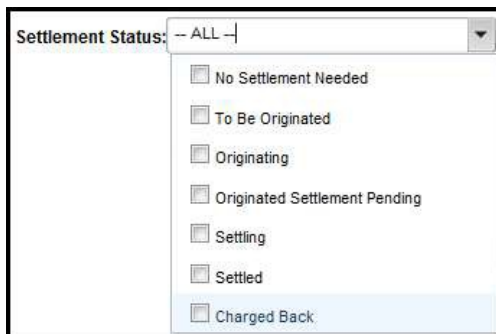 Settlement Status: -- ALL --
No Settlement Needed
To Be Originated
Originating
Originated Settlement Pending
Settling
Settled
Charged Back